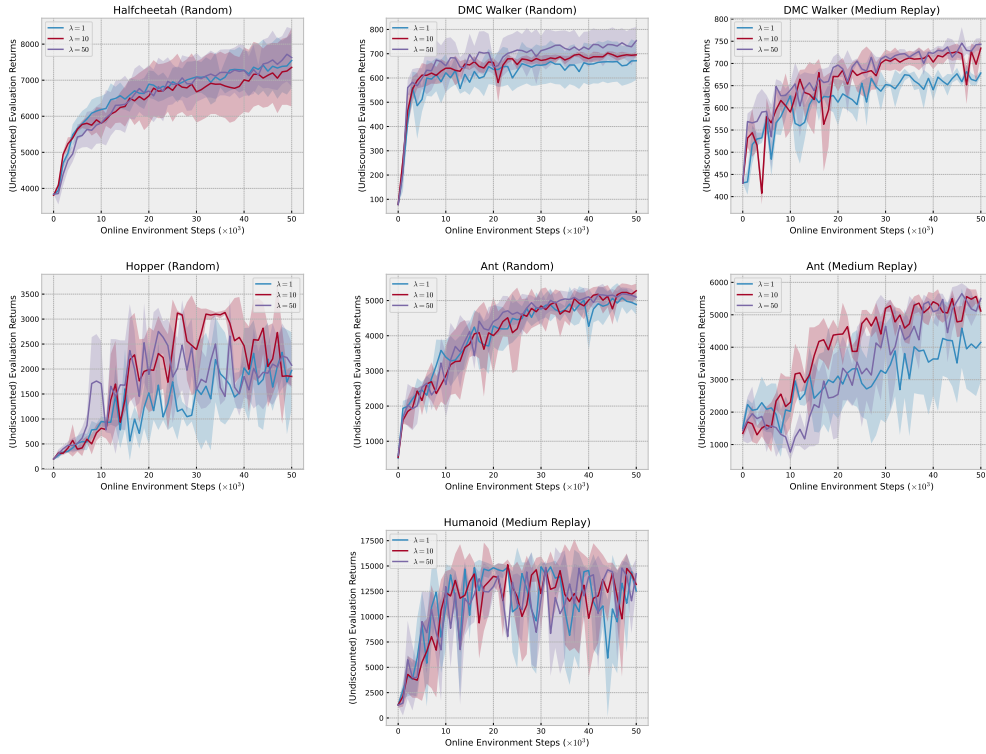 Halfcheetah (Random)
(Undiscounted) Evaluation Returns
8000
7000
6000
5000
4000
λ = 1
λ = 10
λ = 50
0
10
20
30
40
50
Online Environment Steps (×10³)
DMC Walker (Random)
(Undiscounted) Evaluation Returns
800
700
600
500
400
300
200
100
λ = 1
λ = 10
λ = 50
0
10
20
30
40
50
Online Environment Steps (×10³)
DMC Walker (Medium Replay)
(Undiscounted) Evaluation Returns
800
750
700
650
600
550
500
450
400
λ = 1
λ = 10
λ = 50
0
10
20
30
40
50
Online Environment Steps (×10³)
Hopper (Random)
(Undiscounted) Evaluation Returns
3500
3000
2500
2000
1500
1000
500
0
λ = 1
λ = 10
λ = 50
0
10
20
30
40
50
Online Environment Steps (×10³)
Ant (Random)
(Undiscounted) Evaluation Returns
5000
4000
3000
2000
1000
λ = 1
λ = 10
λ = 50
0
10
20
30
40
50
Online Environment Steps (×10³)
Ant (Medium Replay)
(Undiscounted) Evaluation Returns
6000
5000
4000
3000
2000
1000
λ = 1
λ = 10
λ = 50
0
10
20
30
40
50
Online Environment Steps (×10³)
Humanoid (Medium Replay)
(Undiscounted) Evaluation Returns
17500
15000
12500
10000
7500
5000
2500
0
λ = 1
λ = 10
λ = 50
0
10
20
30
40
50
Online Environment Steps (×10³)